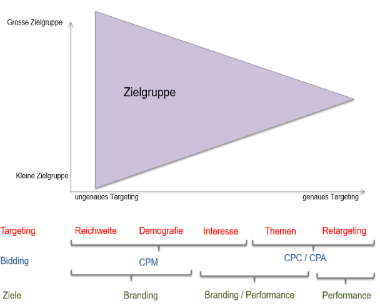 Grosse Zielgruppe
Zielgruppe
Kleine Zielgruppe
ungenaues Targeting genaues Targeting
Targeting Reichweite Demografie Interesse Themen Retargeting
Bidding CPM CPC / CPA
Ziele Branding Branding / Performance Performance